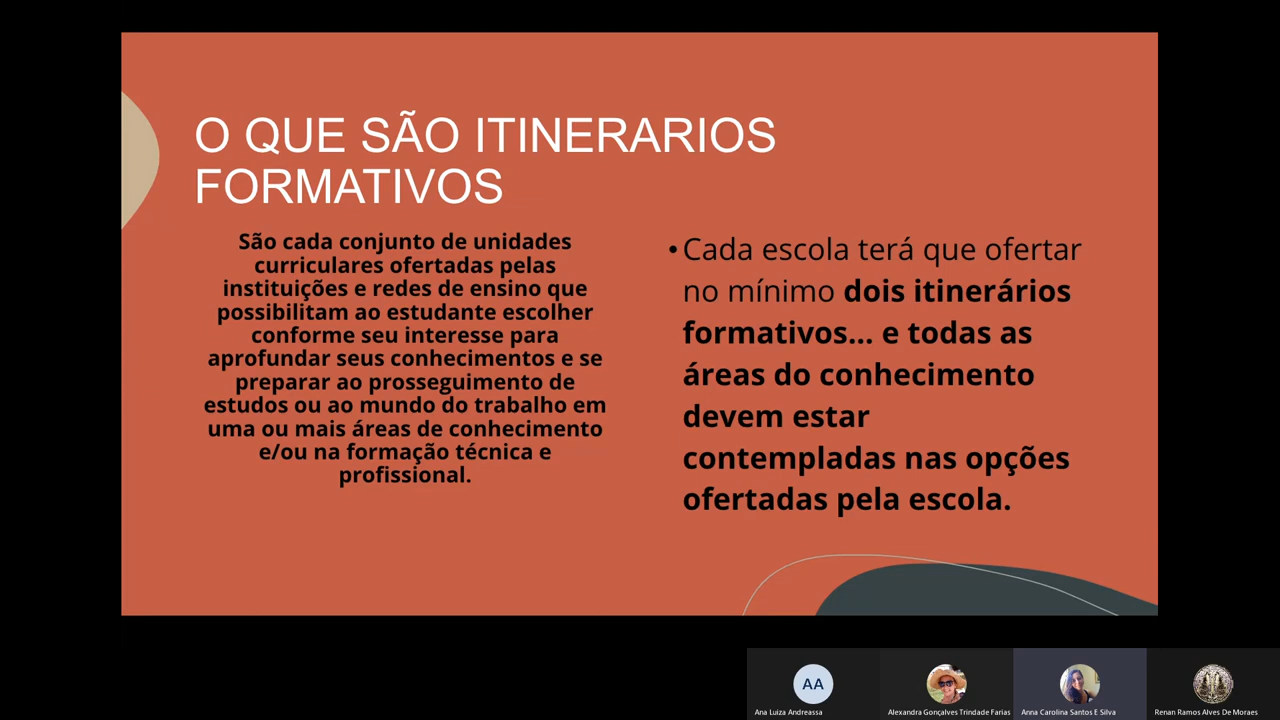 O QUE SÃO ITINERARIOS
FORMATIVOS
São cada conjunto de unidades
curriculares ofertadas pelas
instituições e redes de ensino que
possibilitam ao estudante escolher
conforme seu interesse para
aprofundar seus conhecimentos e se
preparar ao prosseguimento de
estudos ou ao mundo do trabalho em
uma ou mais áreas de conhecimento
e/ou na formação técnica e
profissional.
• Cada escola terá que ofertar
no mínimo dois itinerários
formativos... e todas as
áreas do conhecimento
devem estar
contempladas nas opções
ofertadas pela escola.
AA
Ana Luiza Andreassa
Alexandra Gonçalves Trindade Farias
Anna Carolina Santos E Silva
Renan Ramos Alves De Moraes